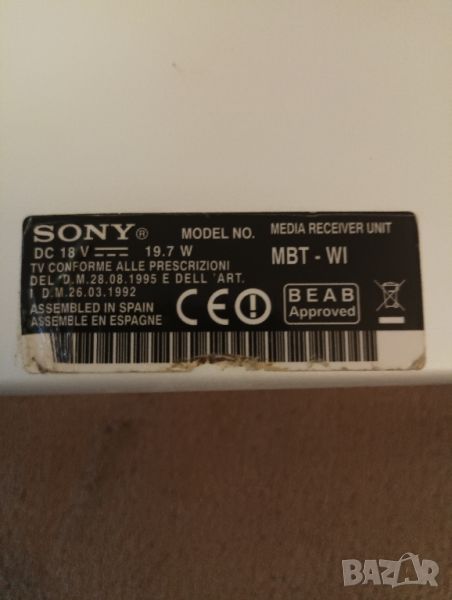 SONY®
MODEL NO.
MEDIA RECEIVER UNIT
DC 18 V 19.7 W
MBT - WI
TV CONFORME ALLE PRESCRIZIONI
DEL D.M.28.08.1995 E DELL 'ART.
1 D.M.26.03.1992
ASSEMBLED IN SPAIN
ASSEMBLE EN ESPAGNE
CE
BEAB
Approved
BAZAR